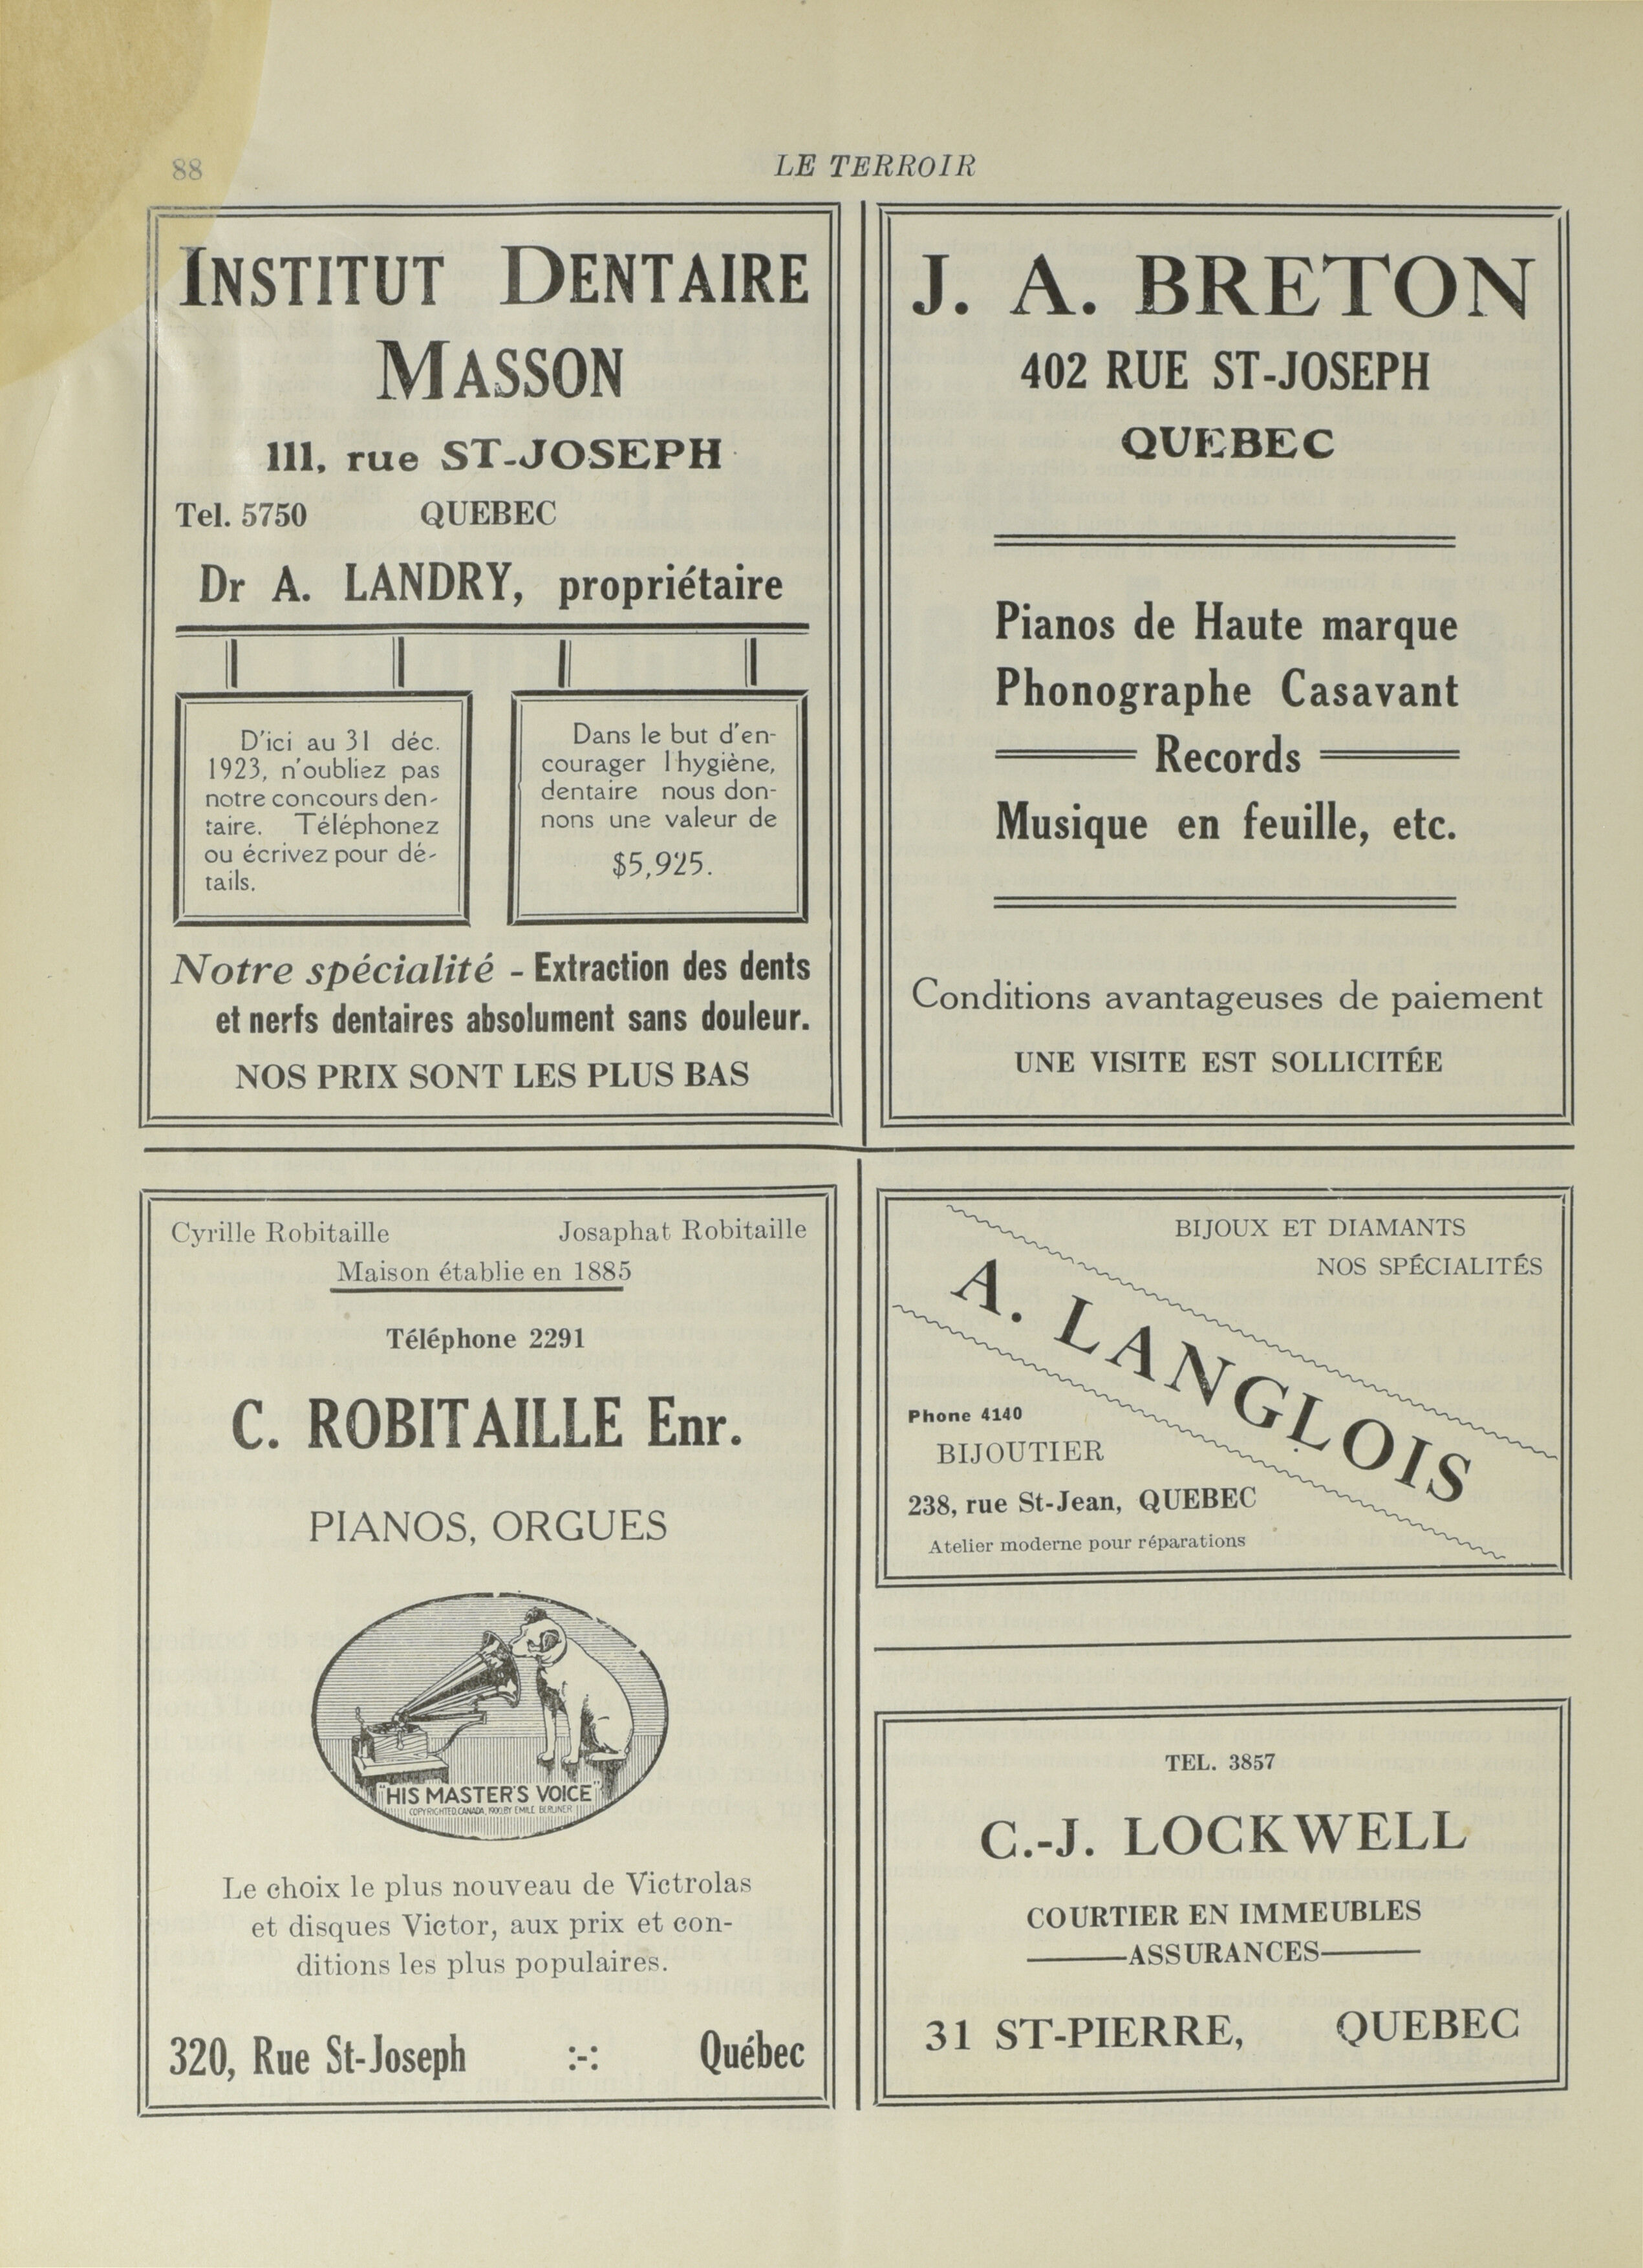 88
LE TERROIR
INSTITUT DENTAIRE
MASSON
111, rue ST-JOSEPH
Tel. 5750 QUEBEC
Dr A. LANDRY, propriétaire
D'ici au 31 déc.
1923, n'oubliez pas
notre concours den-
taire. Téléphonez
ou écrivez pour dé-
tails.
Dans le but d'en-
courager l'hygiène,
dentaire nous don-
nons une valeur de
$5,925.
Notre spécialité - Extraction des dents
et nerfs dentaires absolument sans douleur.
NOS PRIX SONT LES PLUS BAS
J. A. BRETON
402 RUE ST-JOSEPH
QUEBEC
Pianos de Haute marque
Phonographe Casavant
Records
Musique en feuille, etc.
Conditions avantageuses de paiement
UNE VISITE EST SOLLICITÉE
Cyrille Robitaille Josaphat Robitaille
Maison établie en 1885
Téléphone 2291
C. ROBITAILLE Enr.
PIANOS, ORGUES
"HIS MASTER'S VOICE"
COPYRIGHTED, CANADA, 1900, BY EMILE BERLINER
Le choix le plus nouveau de Victrolas
et disques Victor, aux prix et con-
ditions les plus populaires.
320, Rue St-Joseph :-: Québec
BIJOUX ET DIAMANTS
NOS SPÉCIALITÉS
A. LANGLOIS
Phone 4140
BIJOUTIER
238, rue St-Jean, QUEBEC
Atelier moderne pour réparations
TEL. 3857
C.-J. LOCKWELL
COURTIER EN IMMEUBLES
ASSURANCES
31 ST-PIERRE, QUEBEC